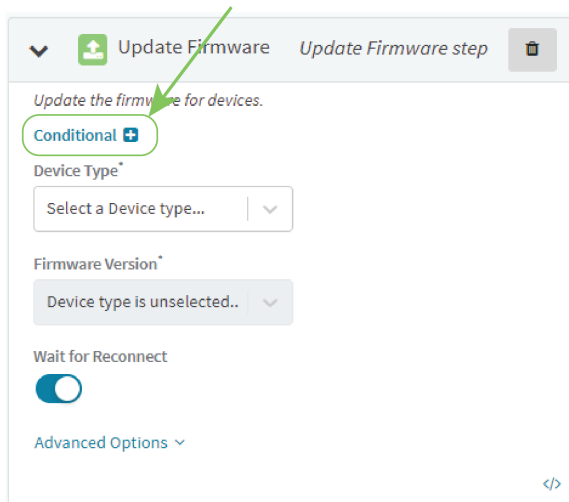 Update Firmware Update Firmware step
Update the firmware for devices.
Conditional
Device Type*
Select a Device type...
Firmware Version*
Device type is unselected..
Wait for Reconnect
Advanced Options
</>